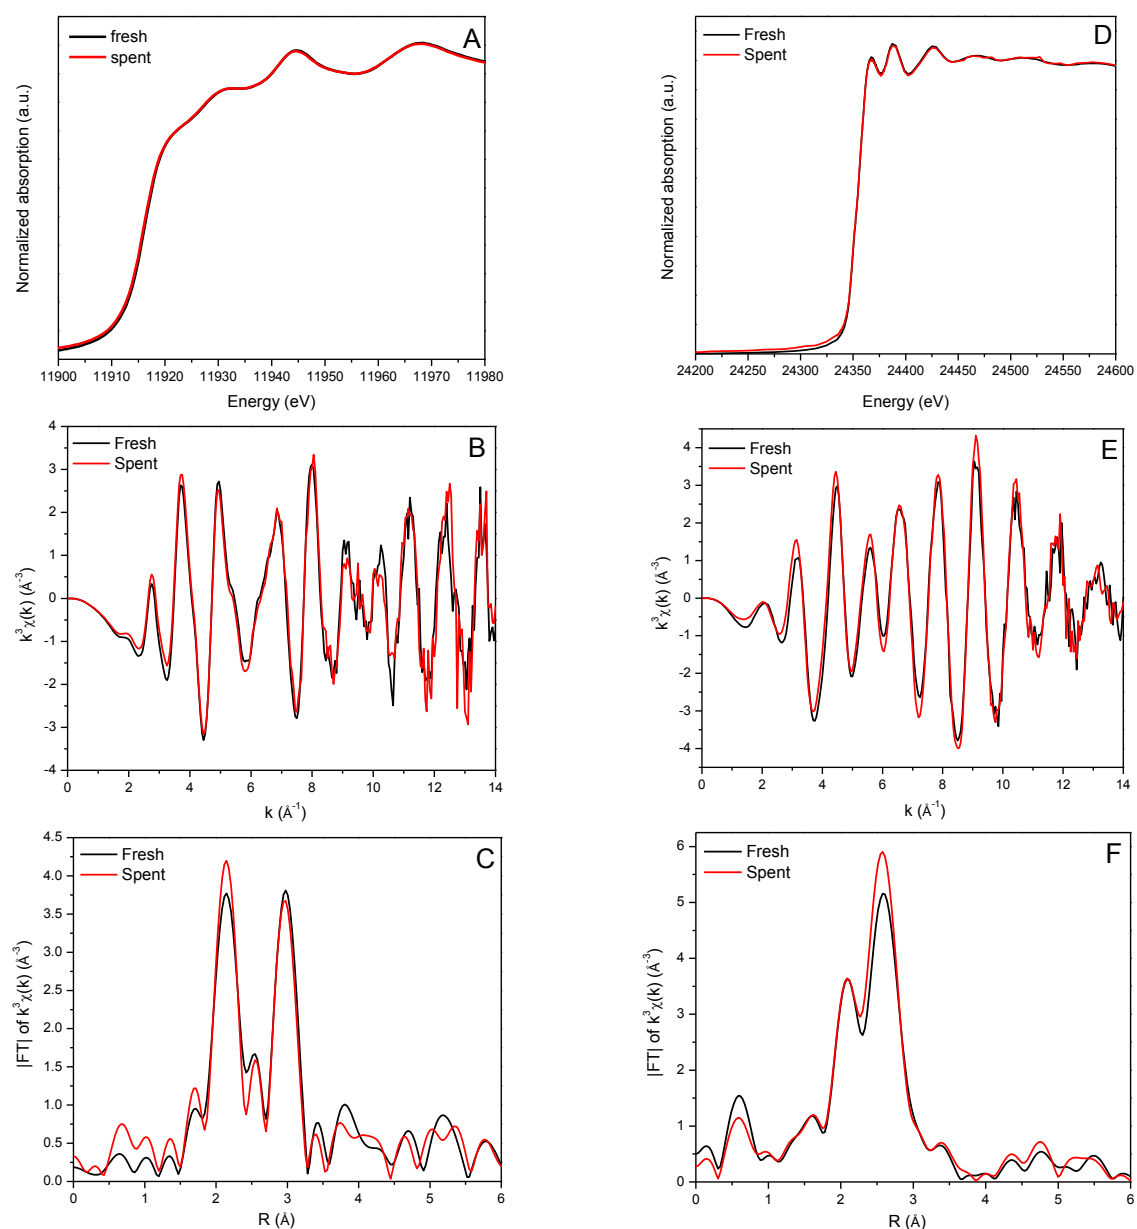 A
fresh
spent
Normalized absorption (a.u.)
11900 11910 11920 11930 11940 11950 11960 11970 11980
Energy (eV)
D
Fresh
Spent
Normalized absorption (a.u.)
24200 24250 24300 24350 24400 24450 24500 24550 24600
Energy (eV)
B
Fresh
Spent
4
3
2
1
0
-1
-2
-3
-4
k³χ(k) (Å⁻³)
0 2 4 6 8 10 12 14
k (Å⁻¹)
E
Fresh
Spent
4
3
2
1
0
-1
-2
-3
-4
k³χ(k) (Å⁻³)
0 2 4 6 8 10 12 14
k (Å⁻¹)
C
Fresh
Spent
4.5
4.0
3.5
3.0
2.5
2.0
1.5
1.0
0.5
0.0
|FT| of k³χ(k) (Å⁻³)
0 1 2 3 4 5 6
R (Å)
F
Fresh
Spent
6
5
4
3
2
1
0
|FT| of k³χ(k) (Å⁻³)
0 1 2 3 4 5 6
R (Å)